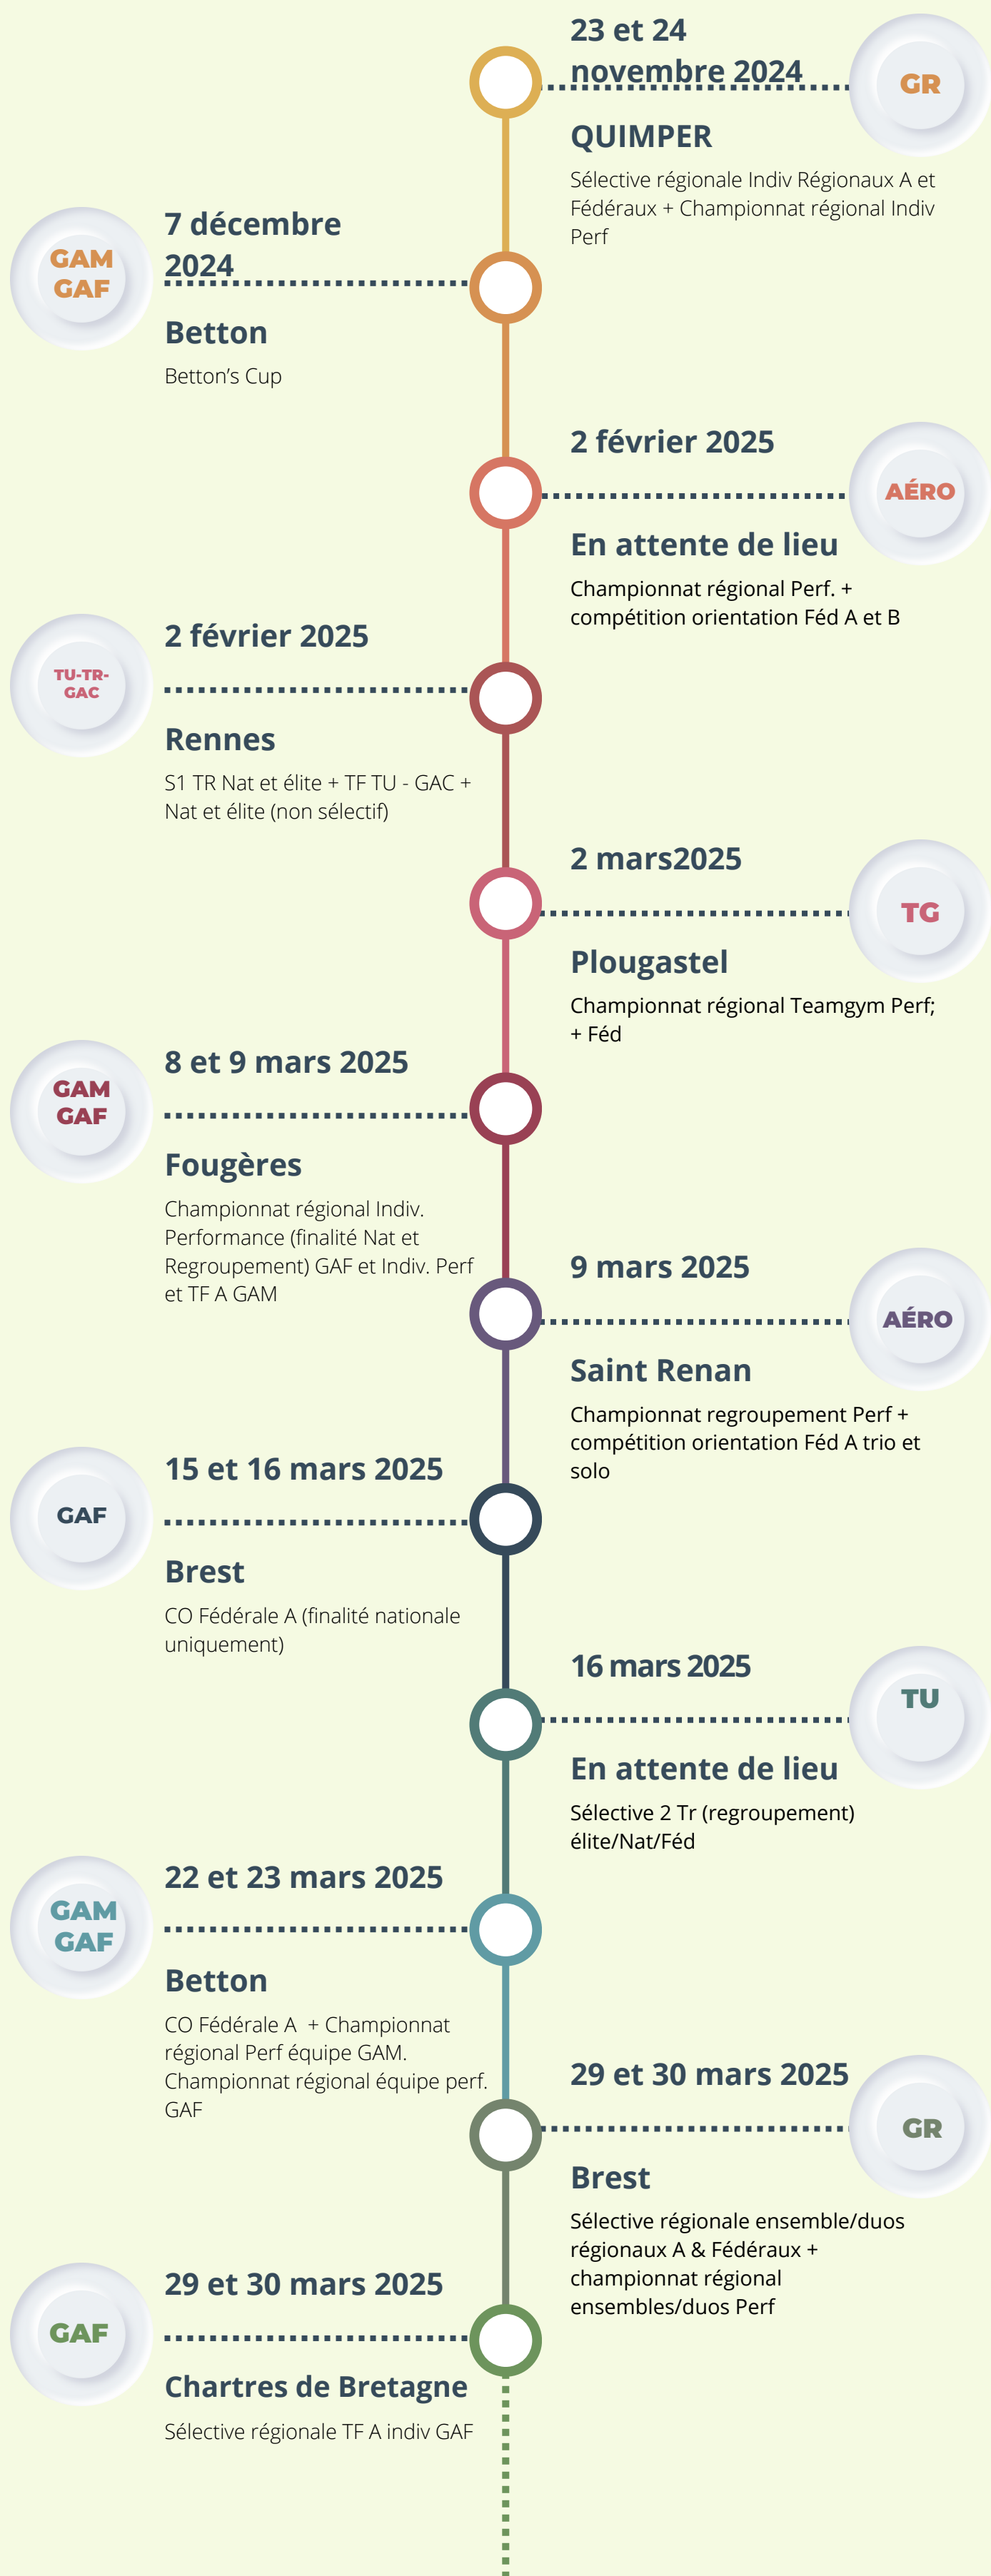 23 et 24
novembre 2024
GR
QUIMPER
Sélective régionale Indiv Régionaux A et
Fédéraux + Championnat régional Indiv
Perf
GAM
GAF
7 décembre
2024
Betton
Betton’s Cup
2 février 2025
AÉRO
En attente de lieu
Championnat régional Perf. +
compétition orientation Féd A et B
TU-TR-
GAC
2 février 2025
Rennes
S1 TR Nat et élite + TF TU - GAC +
Nat et élite (non sélectif)
2 mars2025
TG
Plougastel
Championnat régional Teamgym Perf;
+ Féd
GAM
GAF
8 et 9 mars 2025
Fougères
Championnat régional Indiv.
Performance (finalité Nat et
Regroupement) GAF et Indiv. Perf
et TF A GAM
9 mars 2025
AÉRO
Saint Renan
Championnat regroupement Perf +
compétition orientation Féd A trio et
solo
GAF
15 et 16 mars 2025
Brest
CO Fédérale A (finalité nationale
uniquement)
16 mars 2025
TU
En attente de lieu
Sélective 2 Tr (regroupement)
élite/Nat/Féd
GAM
GAF
22 et 23 mars 2025
Betton
CO Fédérale A  + Championnat
régional Perf équipe GAM.
Championnat régional équipe perf.
GAF
29 et 30 mars 2025
GR
Brest
Sélective régionale ensemble/duos
régionaux A & Fédéraux +
championnat régional
ensembles/duos Perf
GAF
29 et 30 mars 2025
Chartres de Bretagne
Sélective régionale TF A indiv GAF